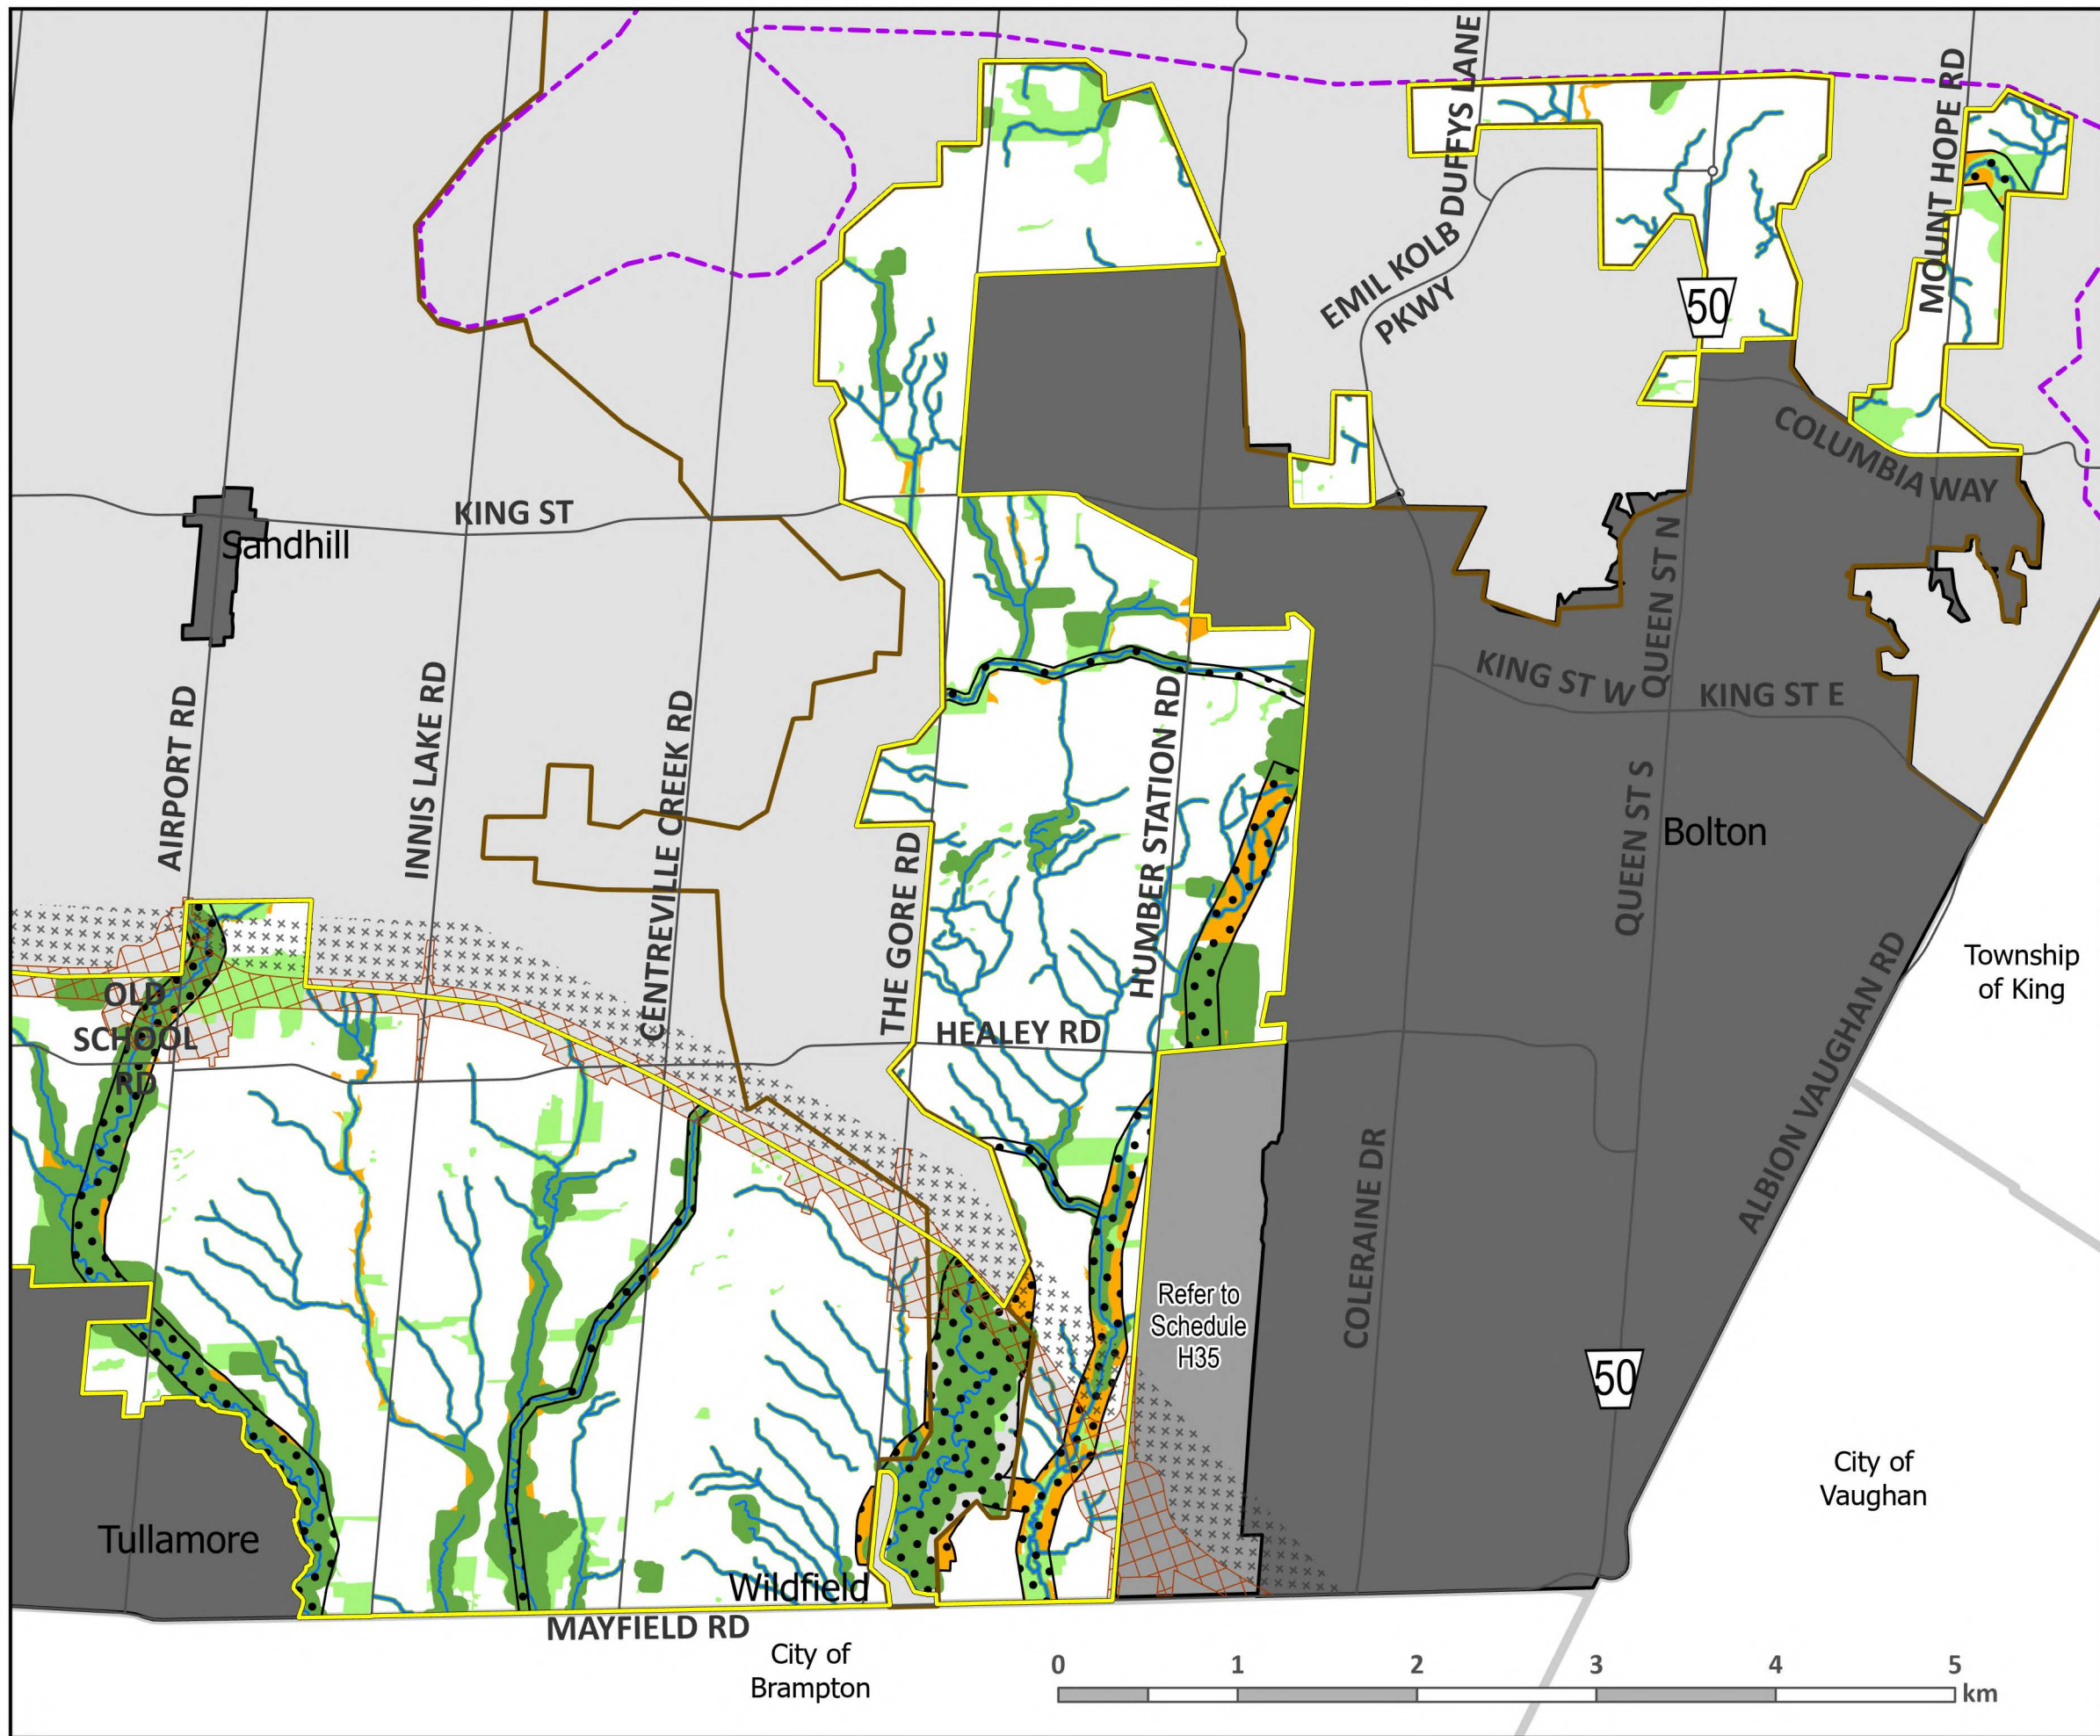 DUFFYS LANE
MOUNT HOPE RD
EMIL KOLB
PKWY
50
COLUMBIA WAY
KING ST
Sandhill
QUEEN ST N
KING ST W
KING ST E
AIRPORT RD
INNIS LAKE RD
CENTREVILLE CREEK RD
THE GORE RD
HUMBER STATION RD
QUEEN ST S
Bolton
Township
of King
OLD
SCHOOL
RD
HEALEY RD
ALBION VAUGHAN RD
COLERAINE DR
Refer to
Schedule
H35
50
City of
Vaughan
Tullamore
Wildfield
MAYFIELD RD
City of
Brampton
0 1 2 3 4 5
km